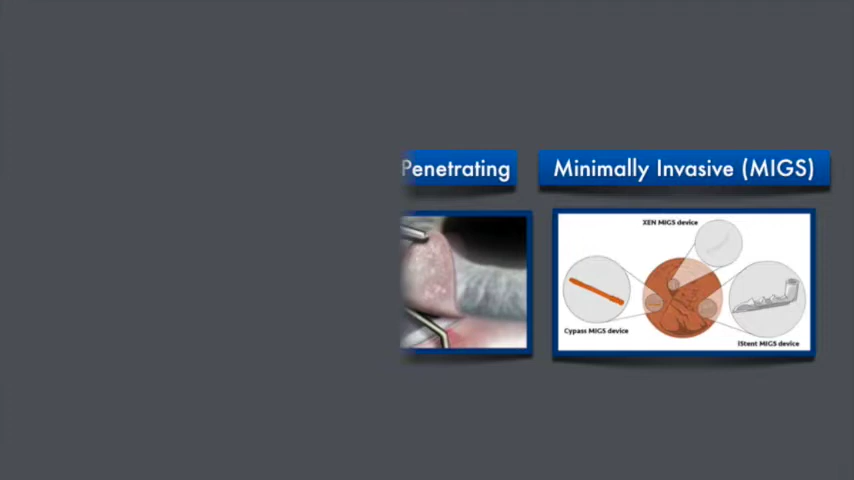 Penetrating
Minimally Invasive (MIGS)
XEN MIGS device
Cypass MIGS device
iStent MIGS device